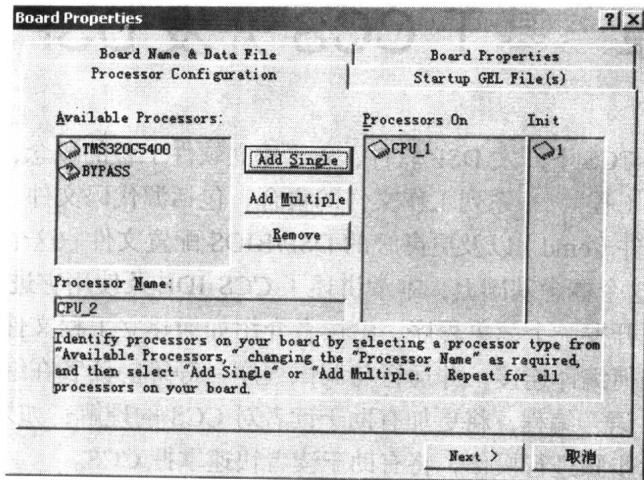 Board Properties
Board Name & Data File
Board Properties
Processor Configuration
Startup GEL File(s)
Available Processors:
Processors On
Init
TMS320C5400
BYPASS
CPU_1
1
Add Single
Add Multiple
Remove
Processor Name:
CPU_2
Identify processors on your board by selecting a processor type from
"Available Processors," changing the "Processor Name" as required,
and then select "Add Single" or "Add Multiple." Repeat for all
processors on your board.
Next >
取消